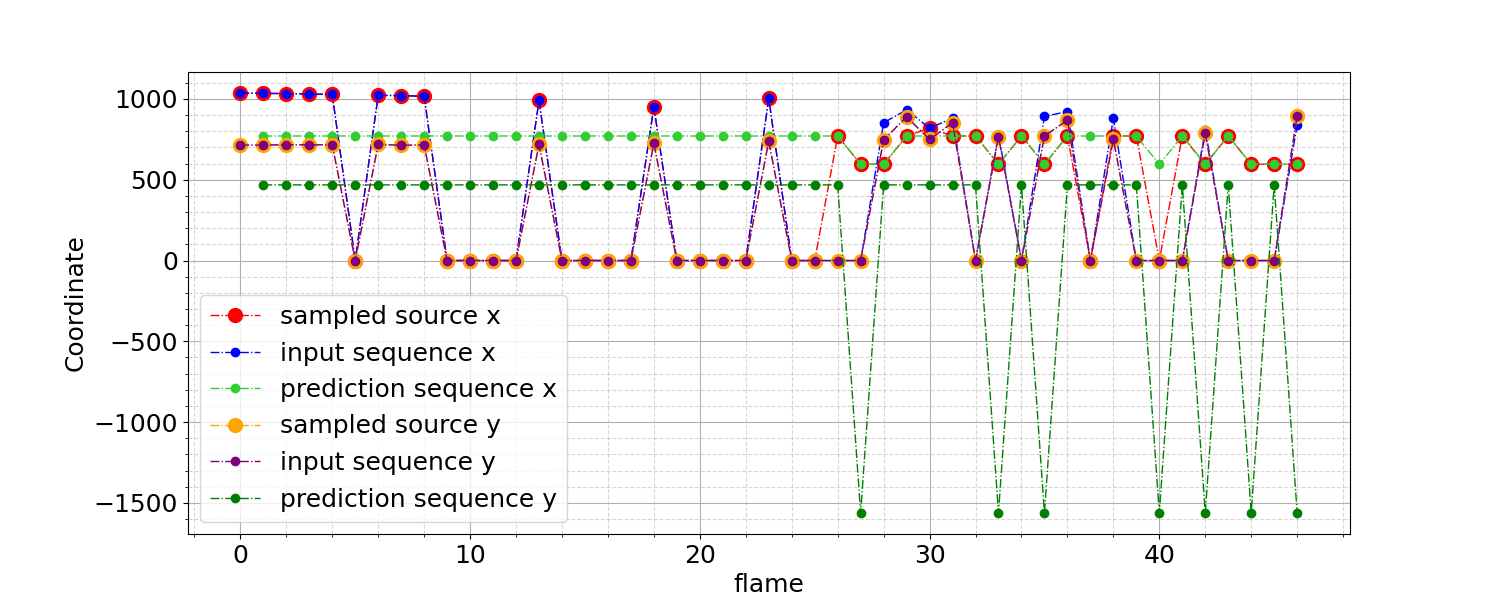 1000
500
0
−500
−1000
−1500
Coordinate
sampled source x
input sequence x
prediction sequence x
sampled source y
input sequence y
prediction sequence y
0 10 20 30 40
flame